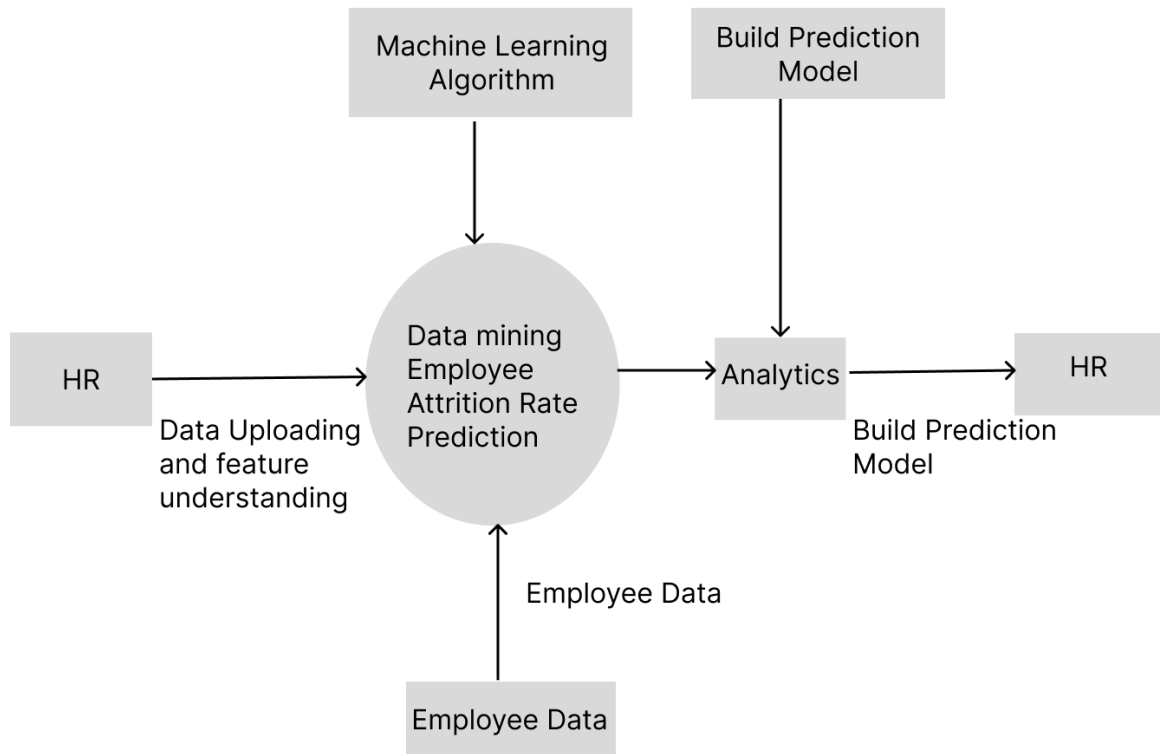 Machine Learning
Algorithm
Build Prediction
Model
HR
Data Uploading
and feature
understanding
Data mining
Employee
Attrition Rate
Prediction
Analytics
Build Prediction
Model
HR
Employee Data
Employee Data